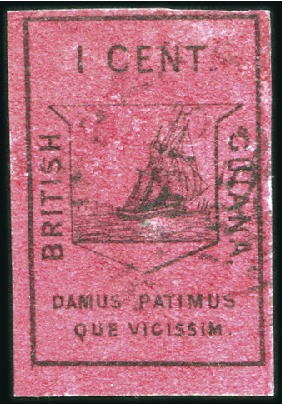 1 CENT.
BRITISH
GUIANA.
DAMUS PATIMUS
QUE VICISSIM.